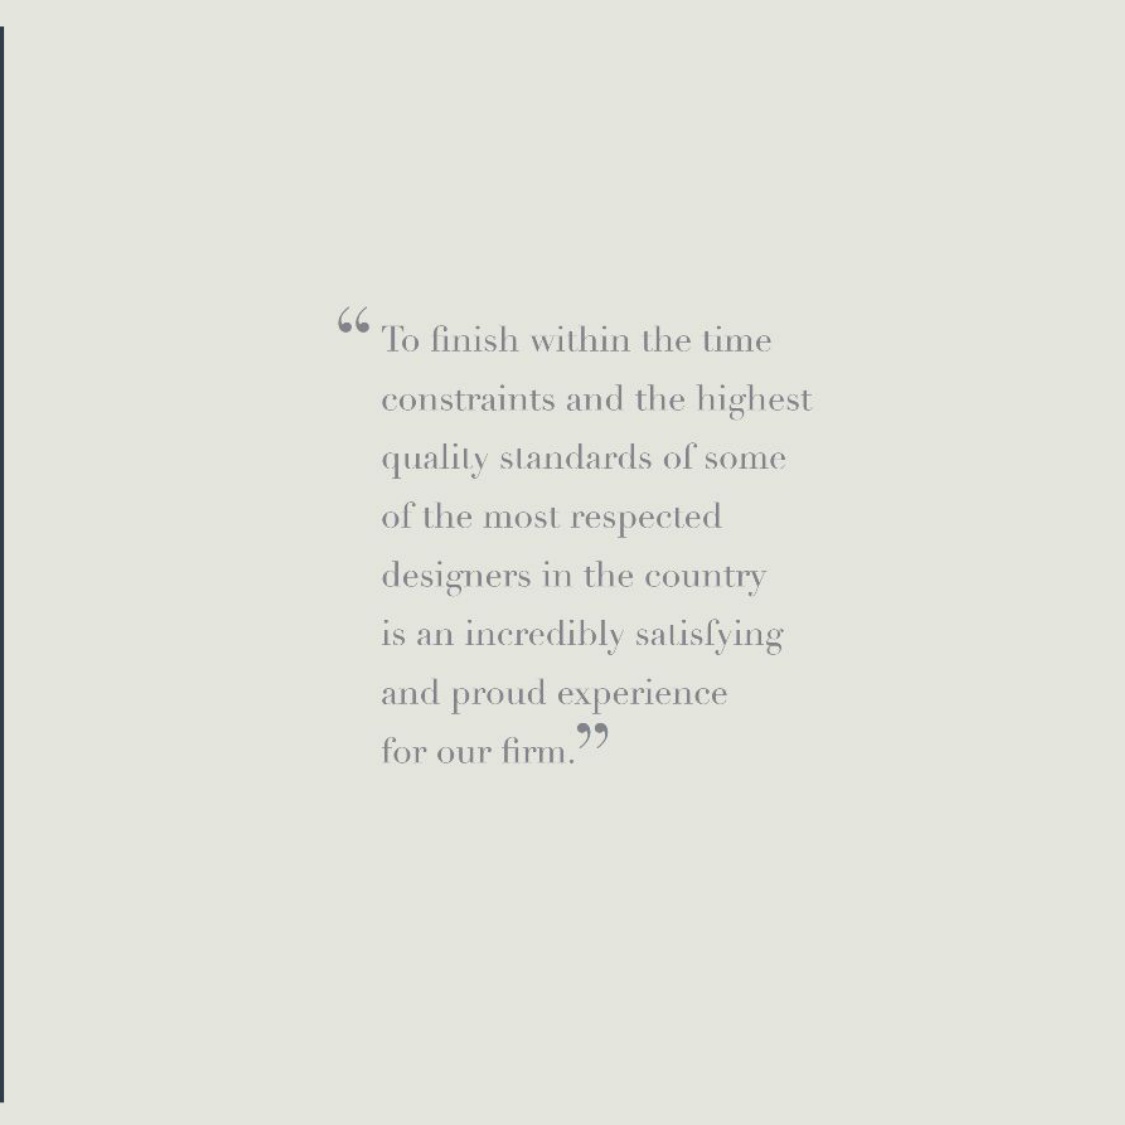 “To finish within the time
constraints and the highest
quality standards of some
of the most respected
designers in the country
is an incredibly satisfying
and proud experience
for our firm.”